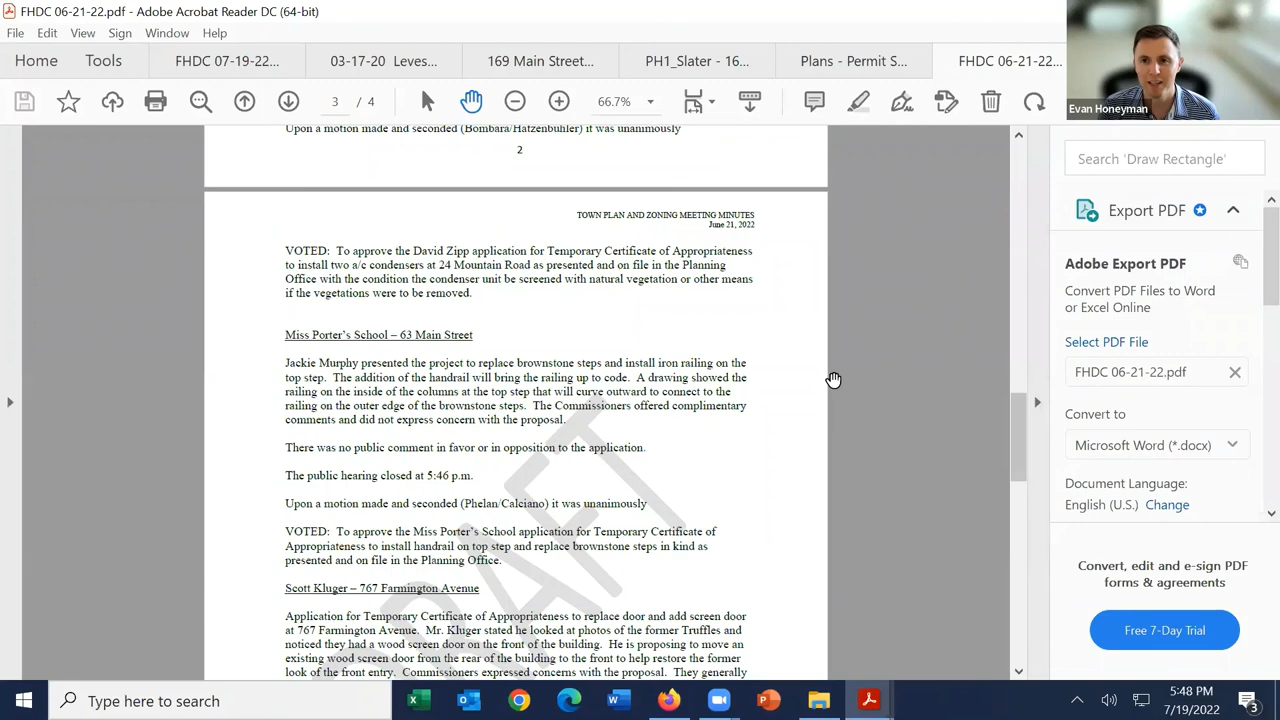 FHDC 06-21-22.pdf - Adobe Acrobat Reader DC (64-bit)
File Edit View Sign Window Help
Home Tools FHDC 07-19-22... 03-17-20 Leves... 169 Main Street... PH1_Slater - 16... Plans - Permit S... FHDC 06-21-22...
3 / 4 66.7%
Evan Honeyman
Upon a motion made and seconded (Bombara/Hatzenbuhler) it was unanimously
2
TOWN PLAN AND ZONING MEETING MINUTES
June 21, 2022
VOTED: To approve the David Zipp application for Temporary Certificate of Appropriateness
to install two a/c condensers at 24 Mountain Road as presented and on file in the Planning
Office with the condition the condenser unit be screened with natural vegetation or other means
if the vegetations were to be removed.
Miss Porter's School – 63 Main Street
Jackie Murphy presented the project to replace brownstone steps and install iron railing on the
top step. The addition of the handrail will bring the railing up to code. A drawing showed the
railing on the inside of the columns at the top step that will curve outward to connect to the
railing on the outer edge of the brownstone steps. The Commissioners offered complimentary
comments and did not express concern with the proposal.
There was no public comment in favor or in opposition to the application.
The public hearing closed at 5:46 p.m.
Upon a motion made and seconded (Phelan/Calciano) it was unanimously
VOTED: To approve the Miss Porter's School application for Temporary Certificate of
Appropriateness to install handrail on top step and replace brownstone steps in kind as
presented and on file in the Planning Office.
Scott Kluger – 767 Farmington Avenue
Application for Temporary Certificate of Appropriateness to replace door and add screen door
at 767 Farmington Avenue. Mr. Kluger stated he looked at photos of the former Truffles and
noticed they had a wood screen door on the front of the building. He is proposing to move an
existing wood screen door from the rear of the building to the front to help restore the former
look of the front entry. Commissioners expressed concerns with the proposal. They generally
DRAFT
Search 'Draw Rectangle'
Export PDF
Adobe Export PDF
Convert PDF Files to Word
or Excel Online
Select PDF File
FHDC 06-21-22.pdf
Convert to
Microsoft Word (*.docx)
Document Language:
English (U.S.) Change
Convert, edit and e-sign PDF
forms & agreements
Free 7-Day Trial
Type here to search
5:48 PM
7/19/2022
3